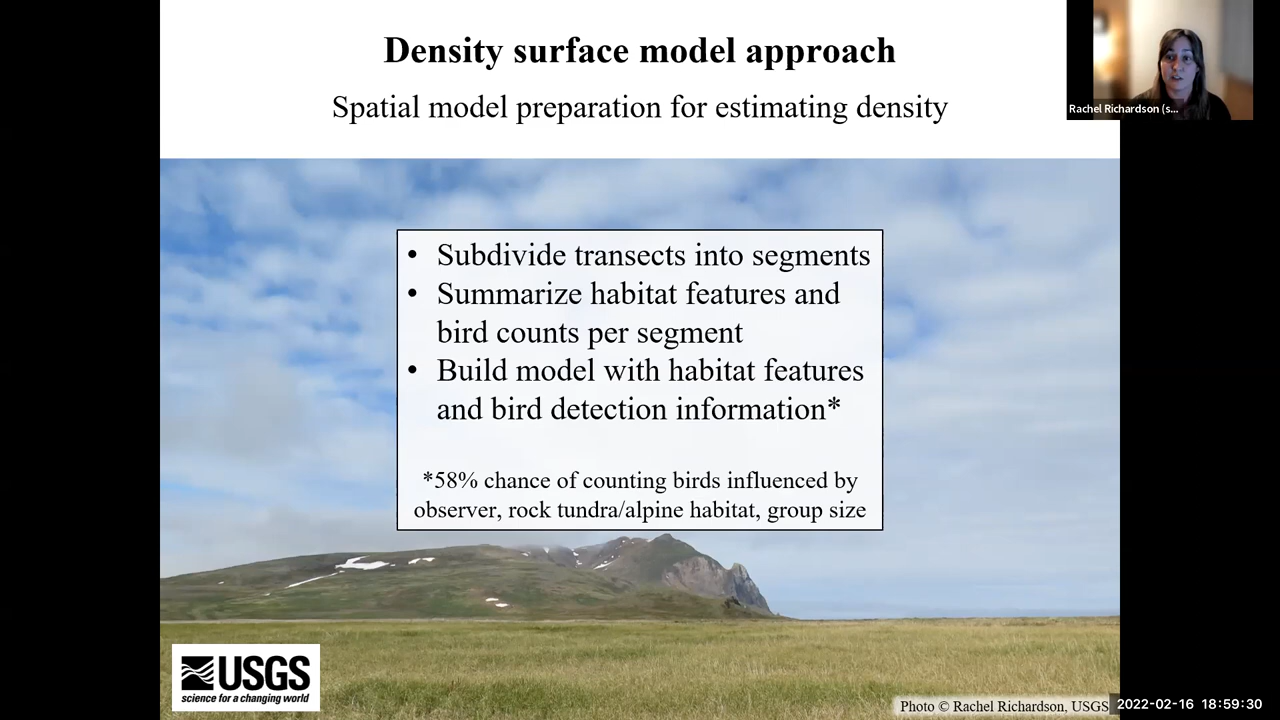 Density surface model approach
Spatial model preparation for estimating density
Rachel Richardson (s...
• Subdivide transects into segments
• Summarize habitat features and
bird counts per segment
• Build model with habitat features
and bird detection information*
*58% chance of counting birds influenced by
observer, rock tundra/alpine habitat, group size
USGS
science for a changing world
Photo © Rachel Richardson, USGS
2022-02-16 18:59:30